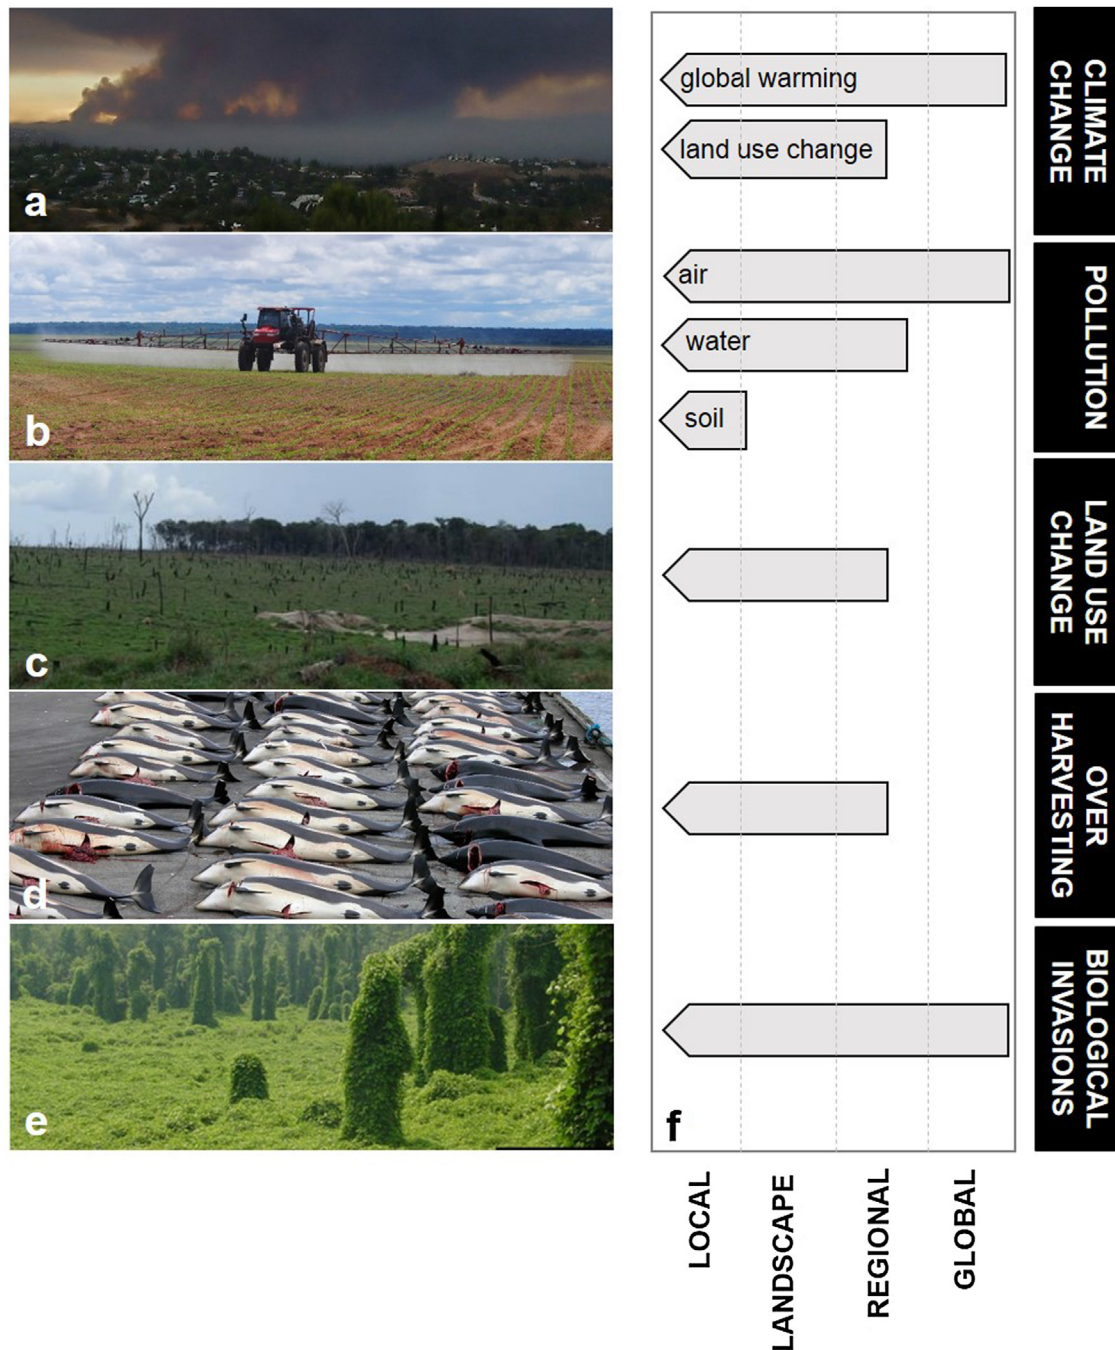 a
b
c
d
e
global warming
land use change
air
water
soil
f
LOCAL
LANDSCAPE
REGIONAL
GLOBAL
CLIMATE
CHANGE
POLLUTION
LAND USE
CHANGE
OVER
HARVESTING
BIOLOGICAL
INVASIONS